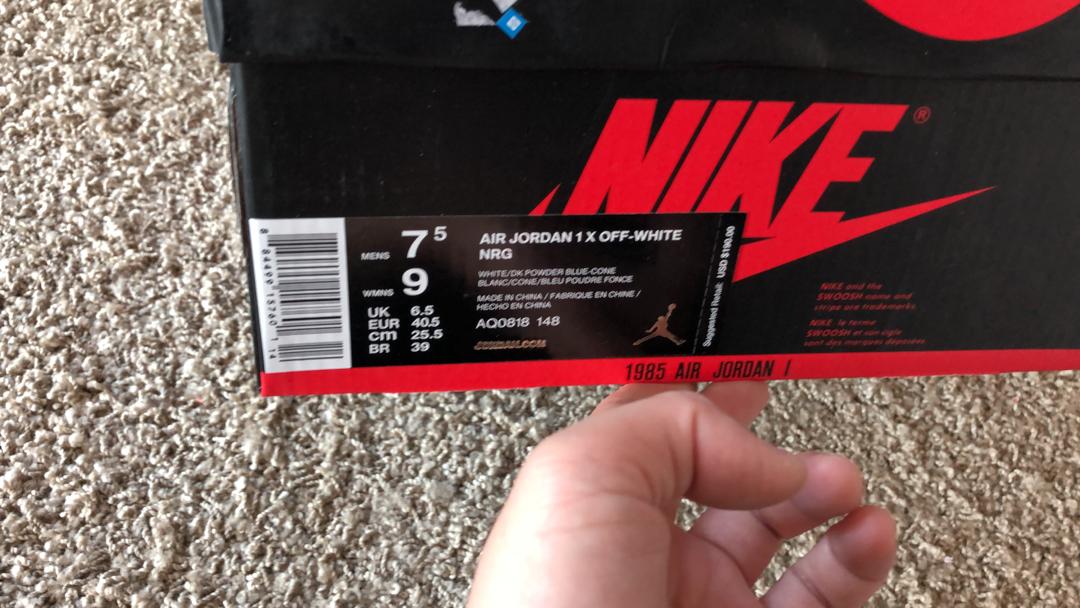 NIKE®
MENS 7 5
WMNS 9
UK 6.5
EUR 40.5
cm 25.5
BR 39
AIR JORDAN 1 X OFF-WHITE
NRG
WHITE/DK POWDER BLUE-CONE
BLANC/CONE/BLEU POUDRE FONCE
MADE IN CHINA / FABRIQUE EN CHINE /
HECHO EN CHINA
AQ0818 148
JORDAN.COM
Suggested Retail: USD $190.00
NIKE and the
SWOOSH name and
stripe are trademarks.
NIKE le terme
SWOOSH et son sigle
sont des marques déposées.
1985 AIR JORDAN I